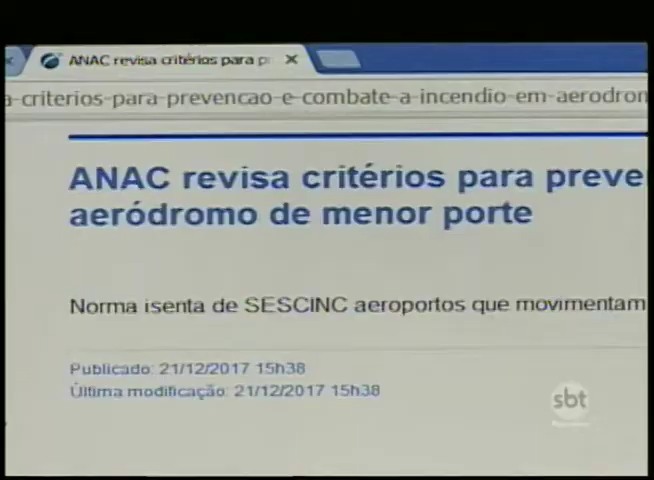 ANAC revisa critérios para p
a-criterios-para-prevencao-e-combate-a-incendio-em-aerodron
ANAC revisa critérios para preve
aeródromo de menor porte
Norma isenta de SESCINC aeroportos que movimentam
Publicado: 21/12/2017 15h38
Última modificação: 21/12/2017 15h38
sbt